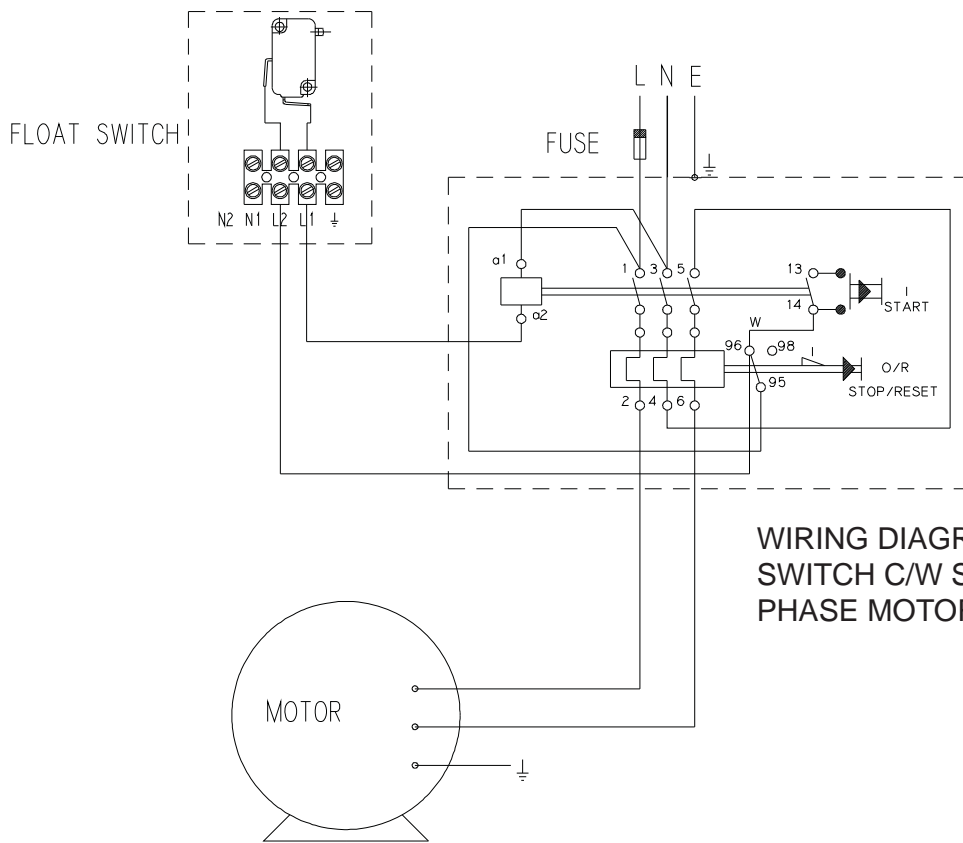 L N E
FUSE
FLOAT SWITCH
N2 N1 L2 L1
a1
a2
1 3 5
13
14
I
START
W
96 98
95
I
O/R
STOP/RESET
2 4 6
WIRING DIAGR
SWITCH C/W S
PHASE MOTOR
MOTOR